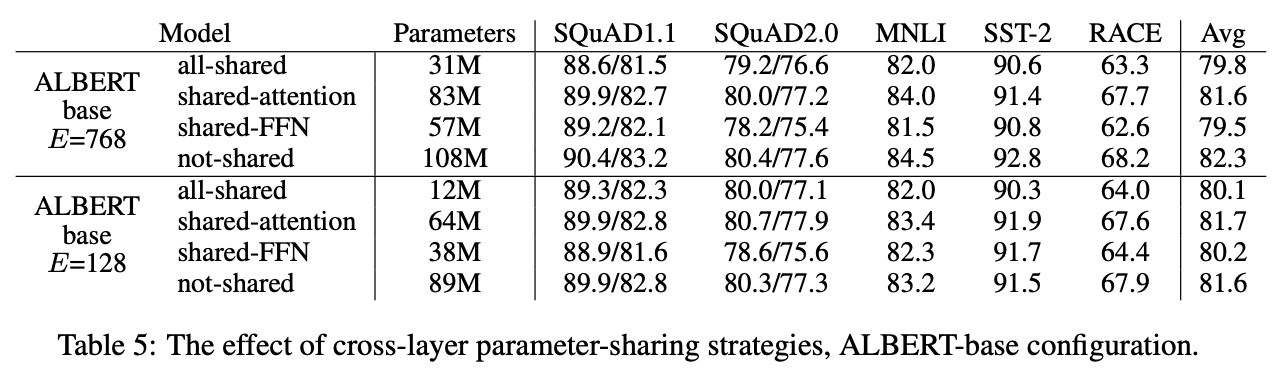 Model Parameters SQuAD1.1 SQuAD2.0 MNLI SST-2 RACE Avg
ALBERT base E=768
all-shared 31M 88.6/81.5 79.2/76.6 82.0 90.6 63.3 79.8
shared-attention 83M 89.9/82.7 80.0/77.2 84.0 91.4 67.7 81.6
shared-FFN 57M 89.2/82.1 78.2/75.4 81.5 90.8 62.6 79.5
not-shared 108M 90.4/83.2 80.4/77.6 84.5 92.8 68.2 82.3
ALBERT base E=128
all-shared 12M 89.3/82.3 80.0/77.1 82.0 90.3 64.0 80.1
shared-attention 64M 89.9/82.8 80.7/77.9 83.4 91.9 67.6 81.7
shared-FFN 38M 88.9/81.6 78.6/75.6 82.3 91.7 64.4 80.2
not-shared 89M 89.9/82.8 80.3/77.3 83.2 91.5 67.9 81.6
Table 5: The effect of cross-layer parameter-sharing strategies, ALBERT-base configuration.